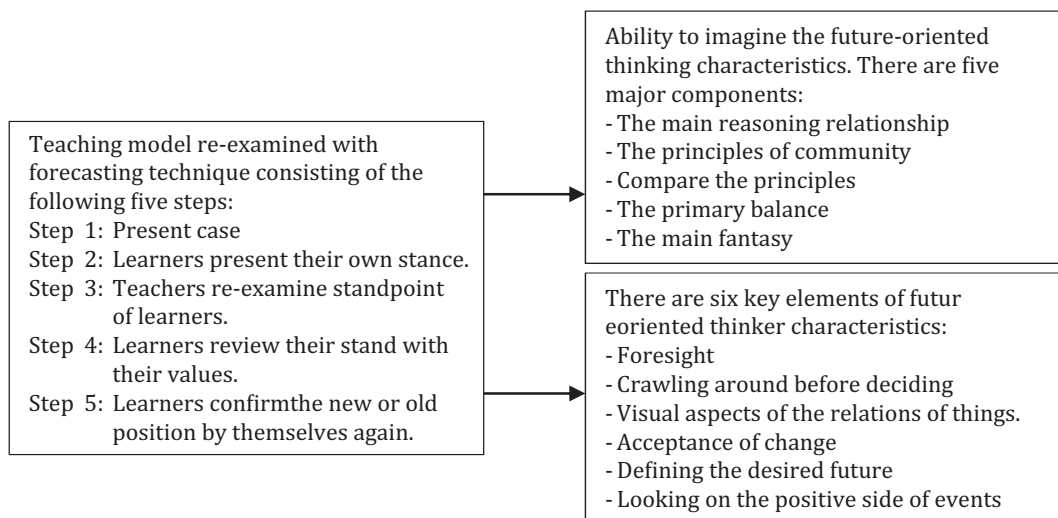 Teaching model re-examined with
forecasting technique consisting of the
following five steps:
Step 1: Present case
Step 2: Learners present their own stance.
Step 3: Teachers re-examine standpoint
of learners.
Step 4: Learners review their stand with
their values.
Step 5: Learners confirmthe new or old
position by themselves again.
Ability to imagine the future-oriented
thinking characteristics. There are five
major components:
- The main reasoning relationship
- The principles of community
- Compare the principles
- The primary balance
- The main fantasy
There are six key elements of futur
eoriented thinker characteristics:
- Foresight
- Crawling around before deciding
- Visual aspects of the relations of things.
- Acceptance of change
- Defining the desired future
- Looking on the positive side of events